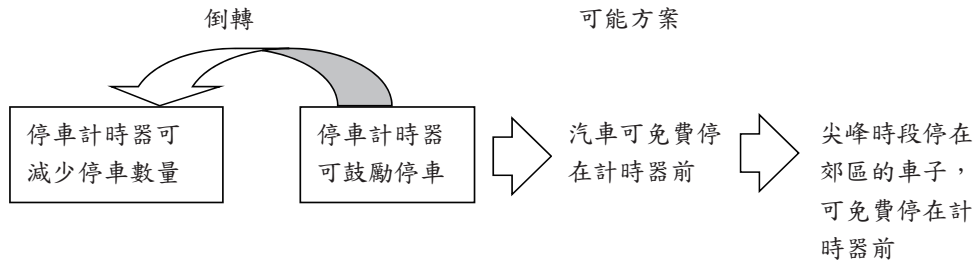 倒轉
可能方案
停車計時器可
減少停車數量
停車計時器
可鼓勵停車
汽車可免費停
在計時器前
尖峰時段停在
郊區的車子，
可免費停在計
時器前